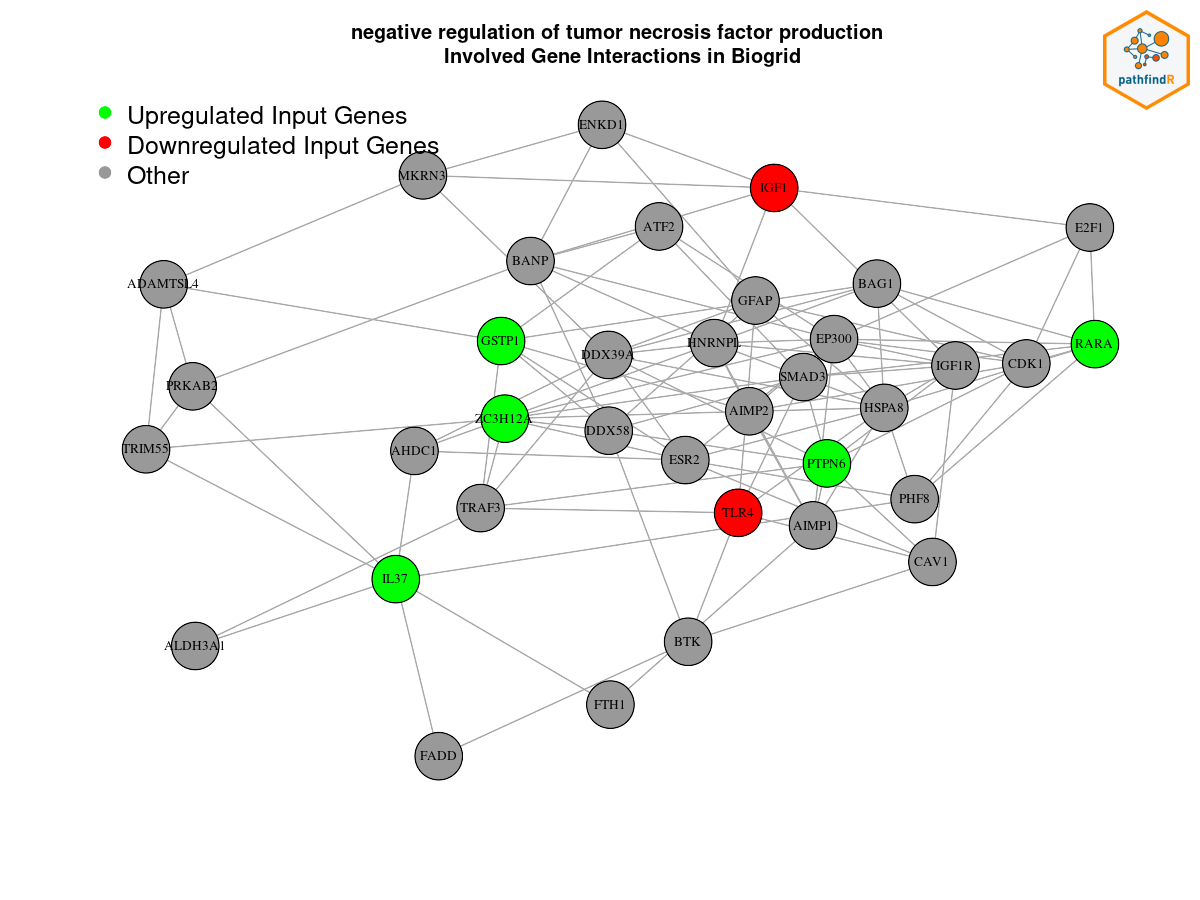 negative regulation of tumor necrosis factor production
Involved Gene Interactions in Biogrid
pathfindR
Upregulated Input Genes
Downregulated Input Genes
Other
ENKD1
MKRN3
IGF1
ATF2
E2F1
BANP
ADAMTSL4
BAG1
GFAP
GSTP1
EP300
HNRNPL
RARA
DDX39A
CDK1
IGF1R
SMAD3
PRKAB2
HSPA8
AIMP2
ZC3H12A
DDX58
TRIM55
AHDC1
ESR2
PTPN6
PHF8
TRAF3
TLR4
AIMP1
CAV1
IL37
BTK
ALDH3A1
FTH1
FADD